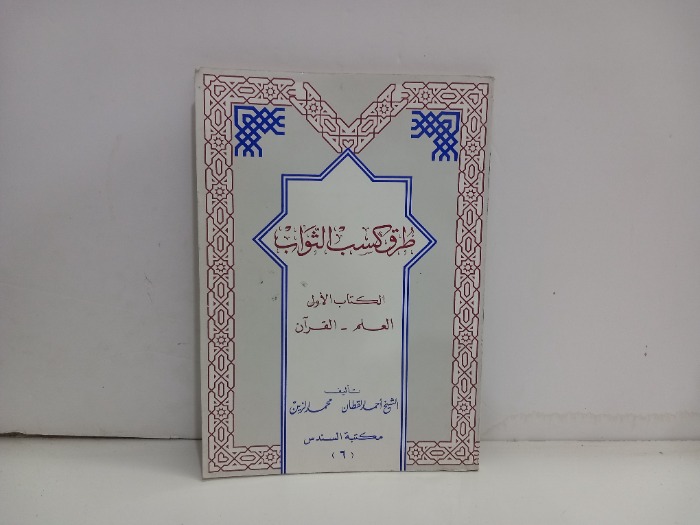 طرق كسب الثواب
الكتاب الأول
العلم - القرآن
تأليف
الشيخ أحمد القطان محمد الزين
مكتبة السندس
(٦)